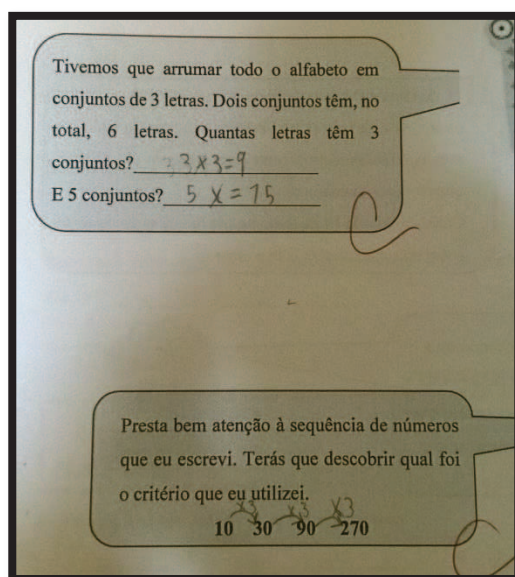 Tivemos que arrumar todo o alfabeto em
conjuntos de 3 letras. Dois conjuntos têm, no
total, 6 letras. Quantas letras têm 3
conjuntos? 3x3=9
E 5 conjuntos? 5 x = 15
C
Presta bem atenção à sequência de números
que eu escrevi. Terás que descobrir qual foi
o critério que eu utilizei.
x3 x3 x3
10 30 90 270
C